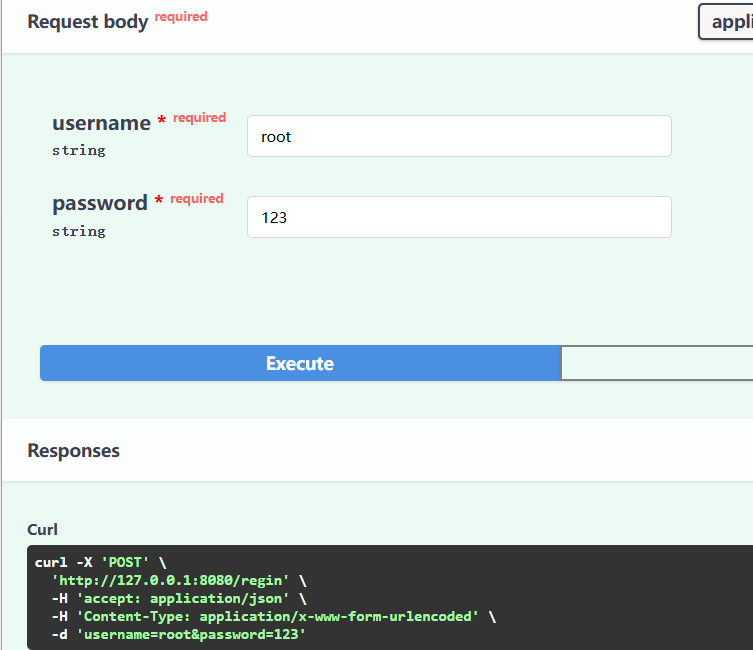 Request body required
appli
username * required
string
root
password * required
string
123
Execute
Responses
Curl
curl -X 'POST' \
'http://127.0.0.1:8080/regin' \
-H 'accept: application/json' \
-H 'Content-Type: application/x-www-form-urlencoded' \
-d 'username=root&password=123'